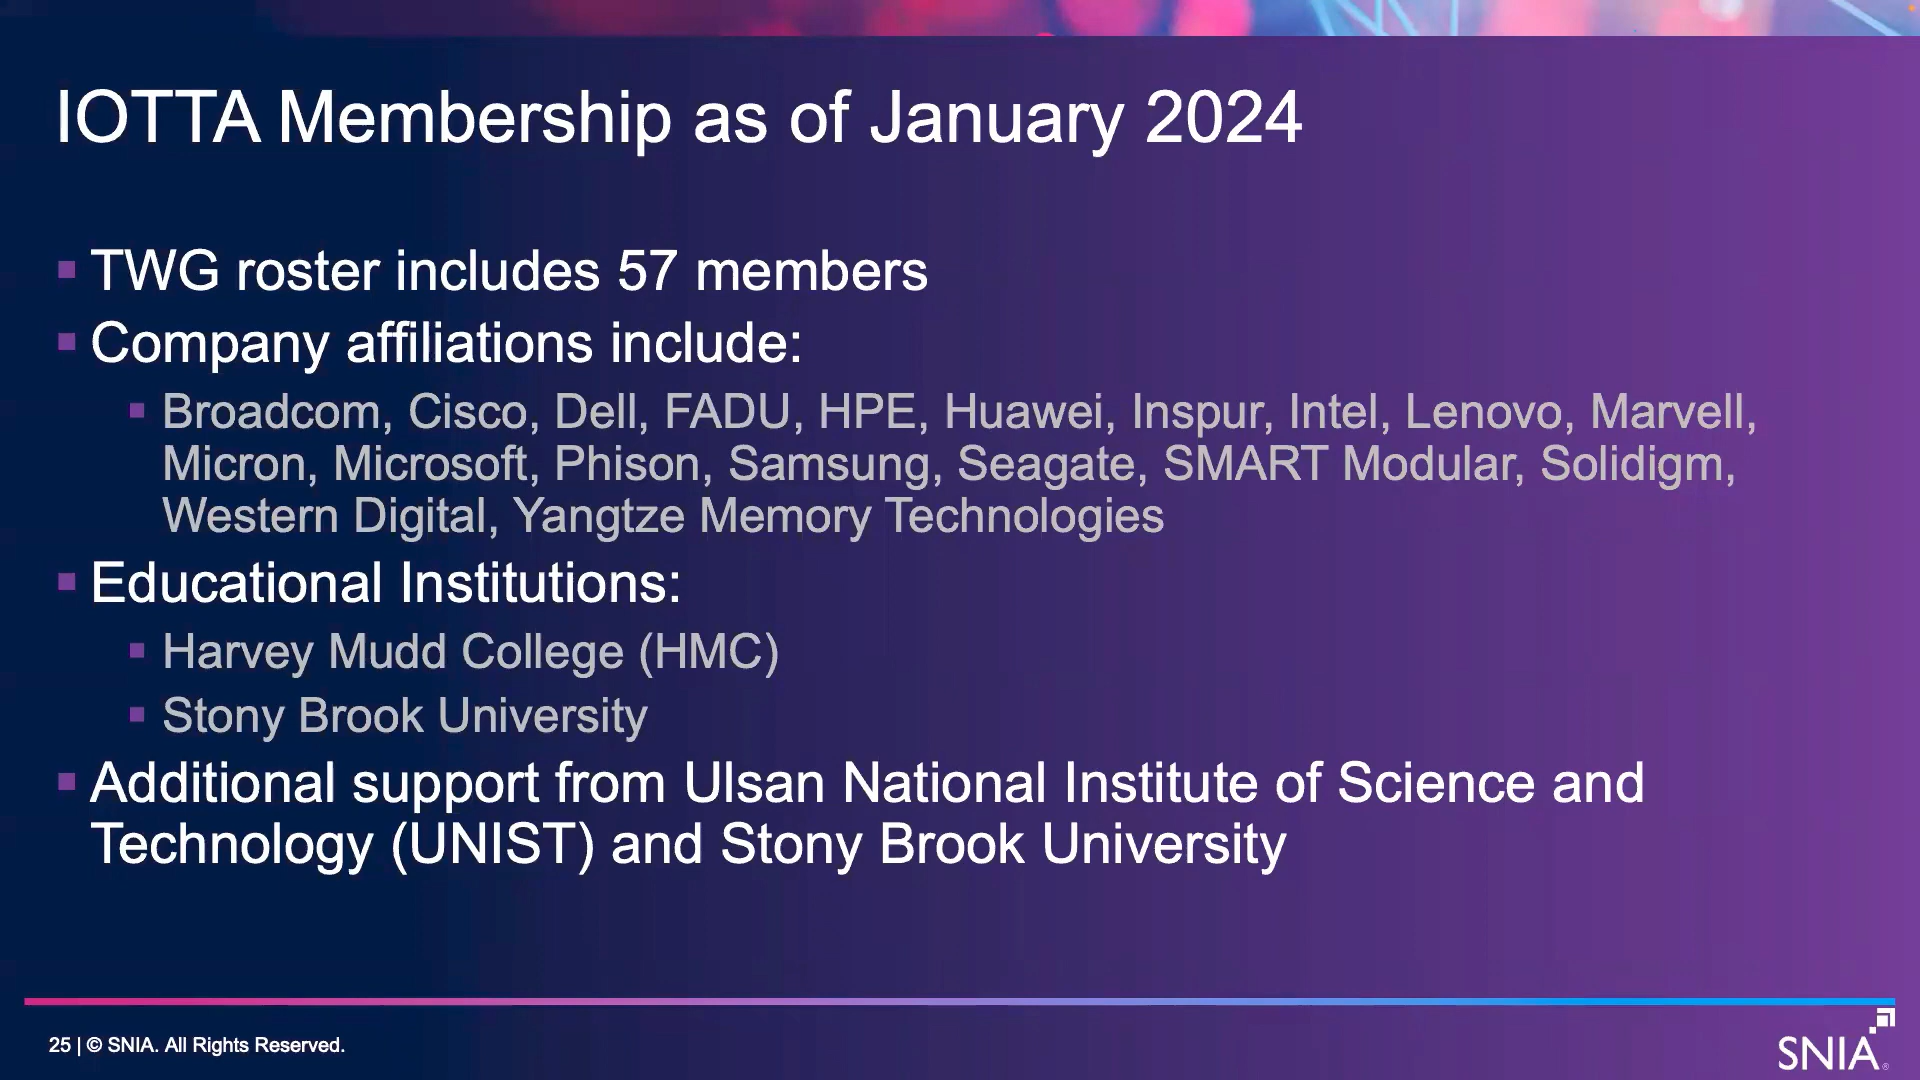 IOTTA Membership as of January 2024
▪ TWG roster includes 57 members
▪ Company affiliations include:
▪ Broadcom, Cisco, Dell, FADU, HPE, Huawei, Inspur, Intel, Lenovo, Marvell,
Micron, Microsoft, Phison, Samsung, Seagate, SMART Modular, Solidigm,
Western Digital, Yangtze Memory Technologies
▪ Educational Institutions:
▪ Harvey Mudd College (HMC)
▪ Stony Brook University
▪ Additional support from Ulsan National Institute of Science and
Technology (UNIST) and Stony Brook University
25 | © SNIA. All Rights Reserved.
SNIA®